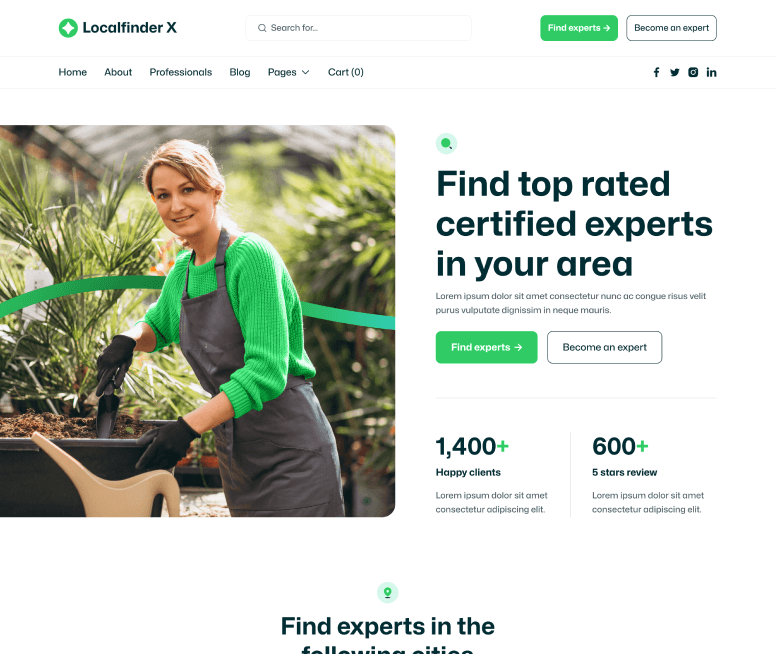 Localfinder X
Search for...
Find experts →
Become an expert
Home
About
Professionals
Blog
Pages
Cart (0)
Find top rated
certified experts
in your area
Lorem ipsum dolor sit amet consectetur nunc ac congue risus velit
purus vulputate dignissim in neque mauris.
Find experts →
Become an expert
1,400+
Happy clients
Lorem ipsum dolor sit amet
consectetur adipiscing elit.
600+
5 stars review
Lorem ipsum dolor sit amet
consectetur adipiscing elit.
Find experts in the
following cities